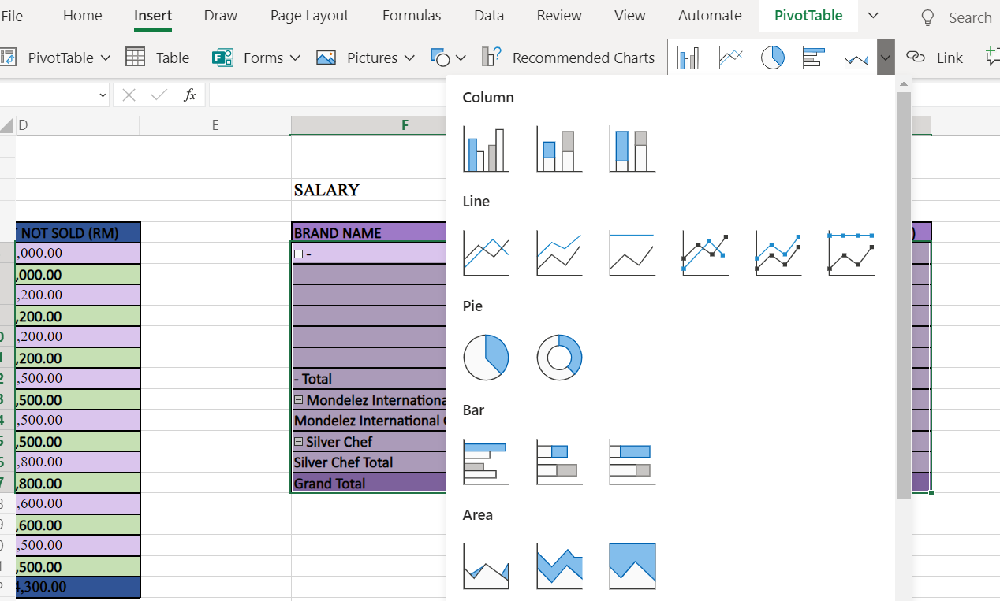 File Home Insert Draw Page Layout Formulas Data Review View Automate PivotTable Search
PivotTable Table Forms Pictures Recommended Charts Link
fx -
Column
D E F
SALARY
Line
NOT SOLD (RM) BRAND NAME )
,000.00 -
,000.00
,200.00
,200.00
Pie
,200.00
,200.00
,500.00 - Total
,500.00 Mondelez Internationa
Bar
,500.00 Mondelez International
,500.00 Silver Chef
,800.00 Silver Chef Total
,800.00 Grand Total
,600.00
Area
,600.00
,500.00
,500.00
4,300.00